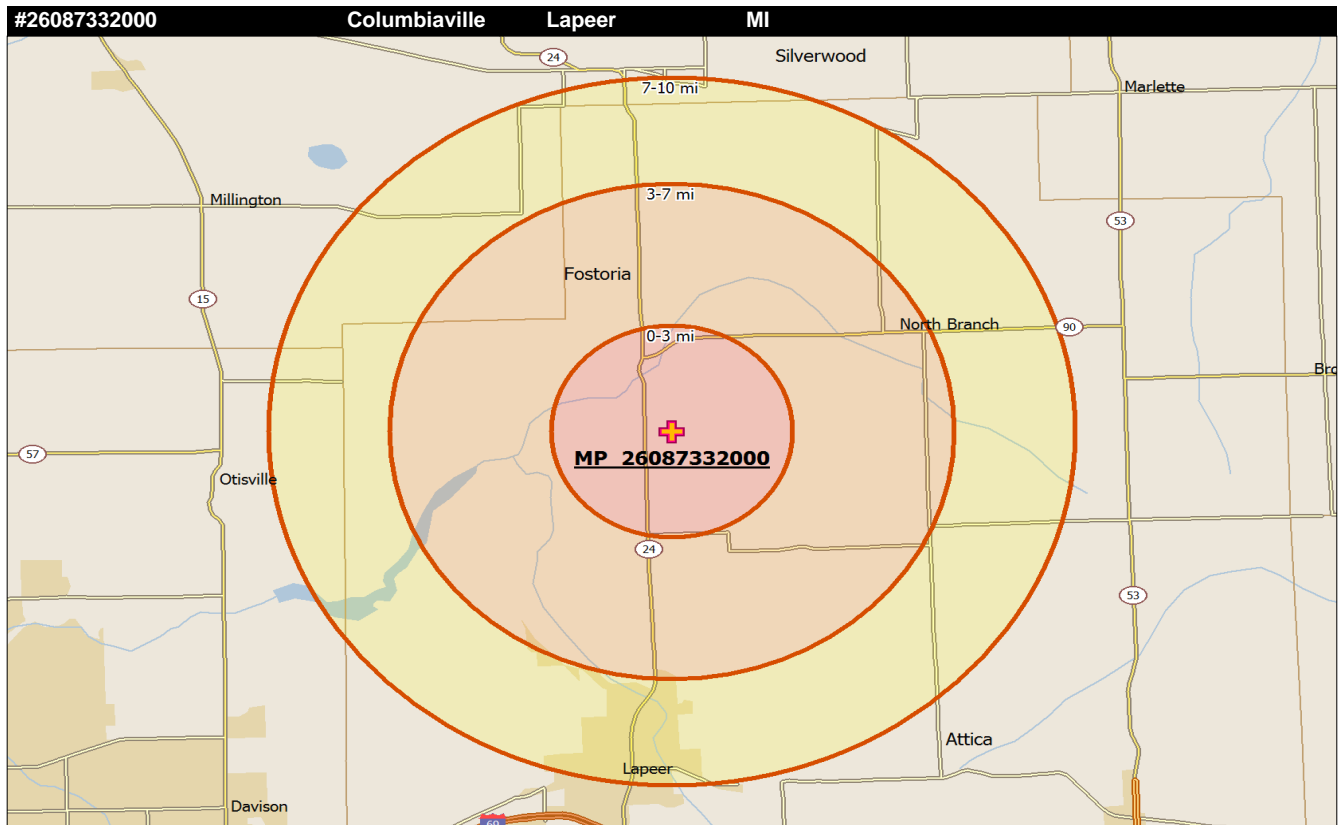 #26087332000 Columbiaville Lapeer MI
24
Silverwood
7-10 mi
Marlette
3-7 mi
Millington
53
Fostoria
15
North Branch
90
0-3 mi
Bro
57
MP 26087332000
Otisville
24
53
Attica
Lapeer
Davison
69